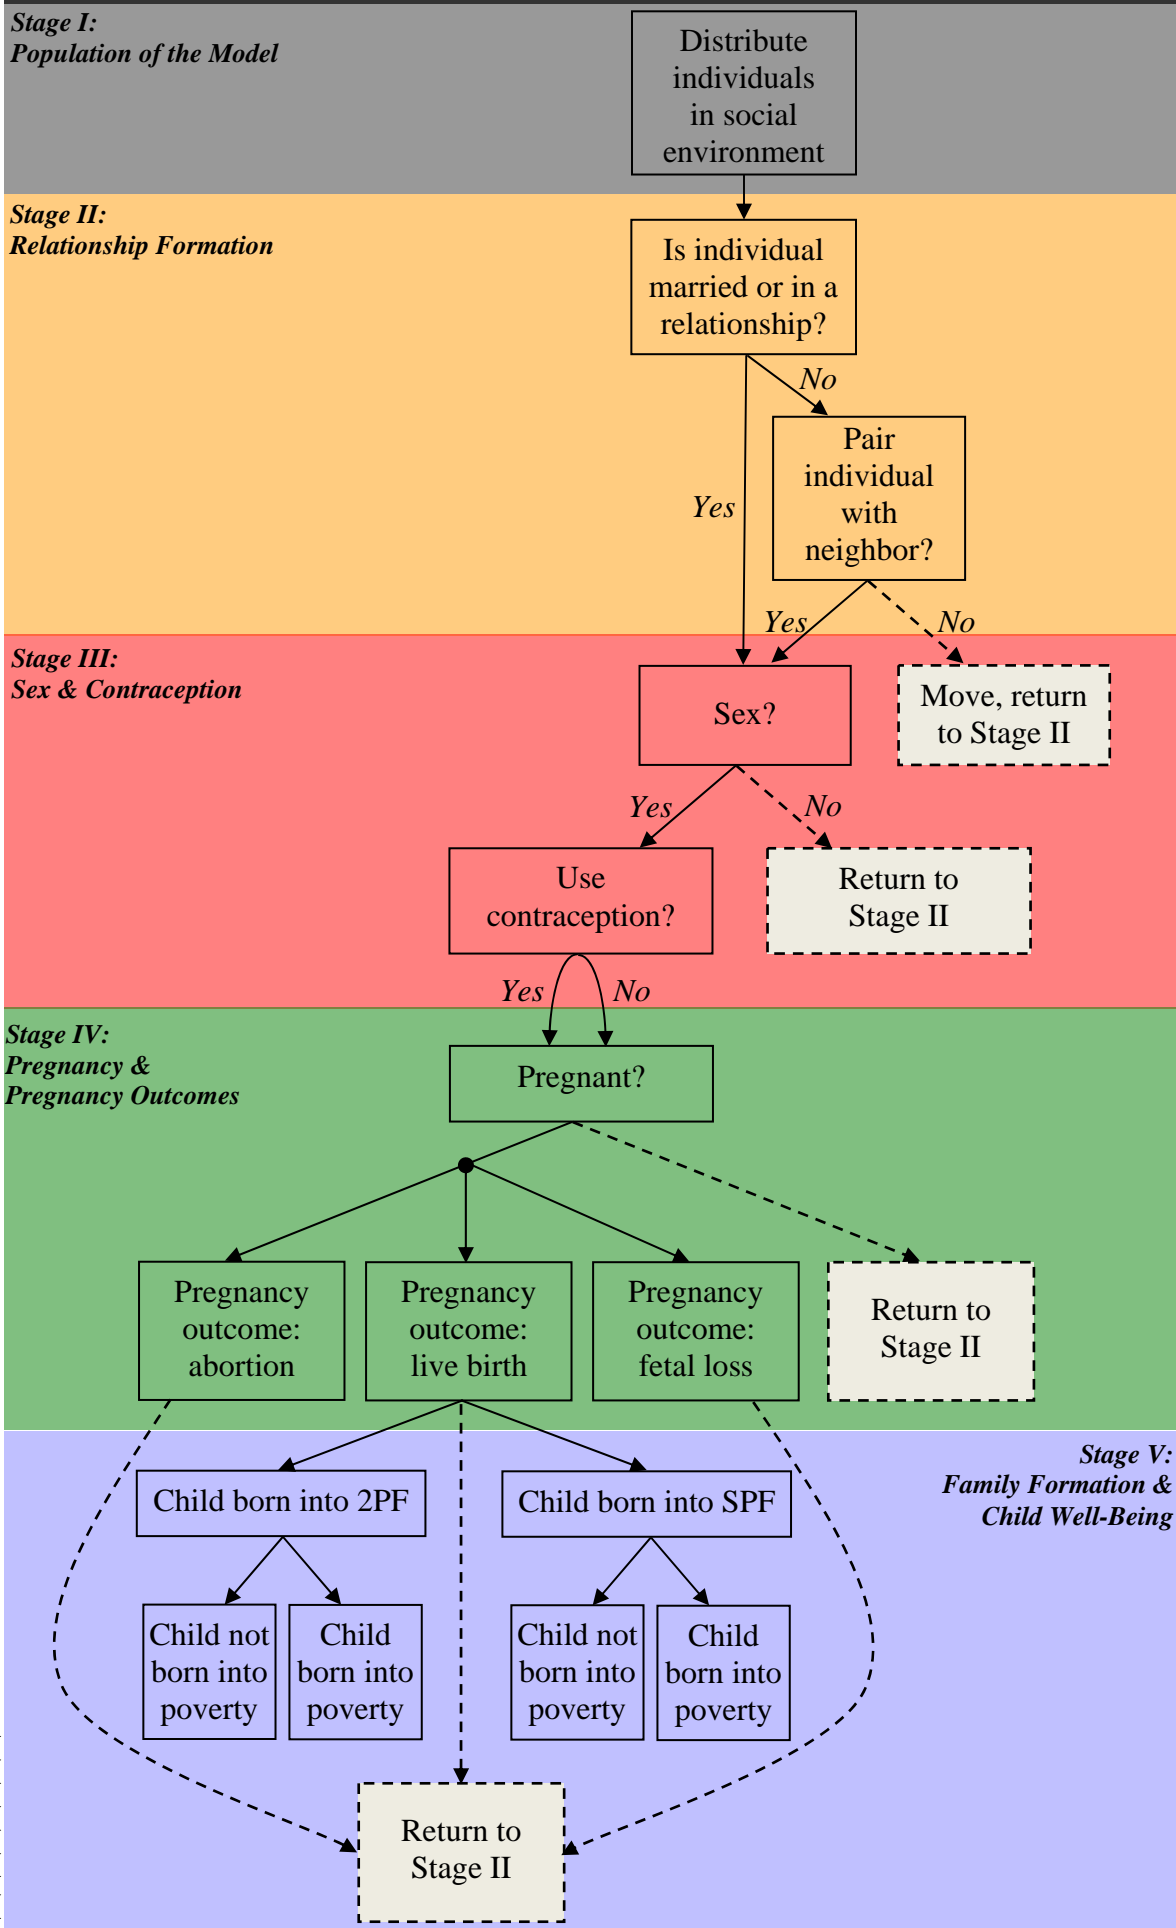 Stage I:
Population of the Model
Distribute
individuals
in social
environment
Stage II:
Relationship Formation
Is individual
married or in a
relationship?
No
Pair
individual
with
neighbor?
Yes
Yes
No
Stage III:
Sex & Contraception
Sex?
Move, return
to Stage II
Yes
No
Use
contraception?
Return to
Stage II
Yes
No
Stage IV:
Pregnancy &
Pregnancy Outcomes
Pregnant?
Pregnancy
outcome:
abortion
Pregnancy
outcome:
live birth
Pregnancy
outcome:
fetal loss
Return to
Stage II
Stage V:
Family Formation &
Child Well-Being
Child born into 2PF
Child born into SPF
Child not
born into
poverty
Child
born into
poverty
Child not
born into
poverty
Child
born into
poverty
Return to
Stage II